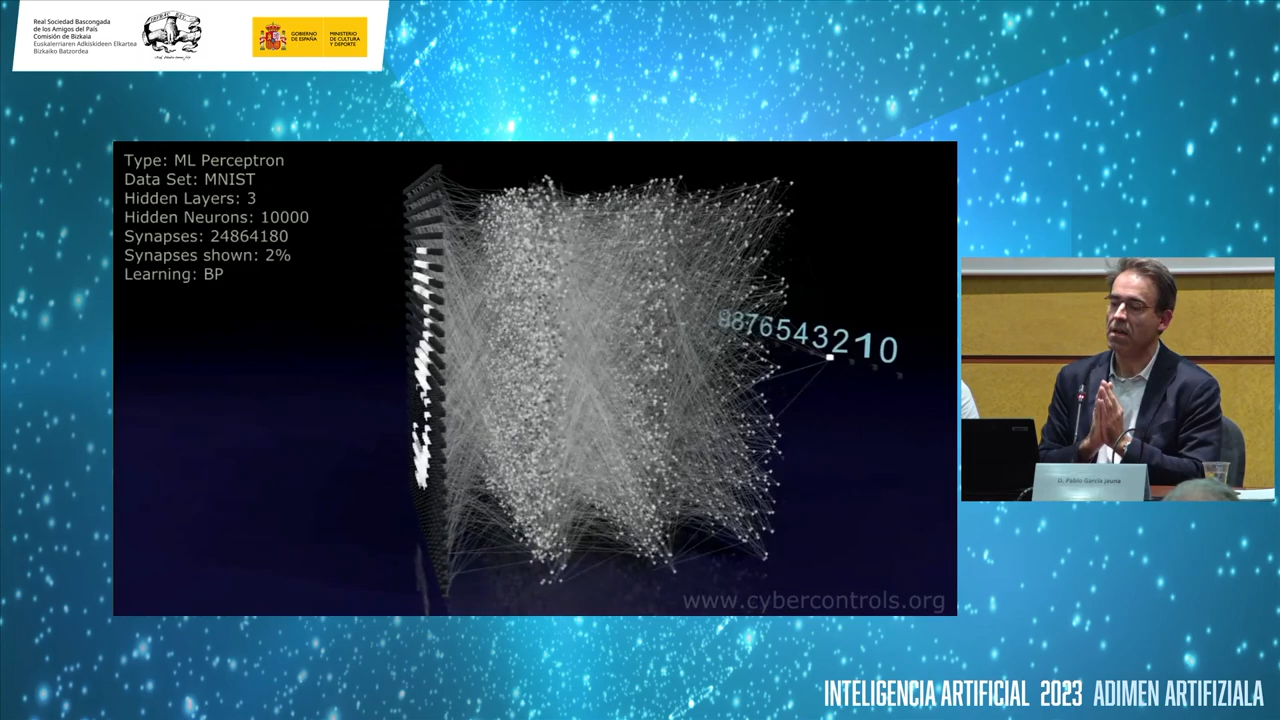 Real Sociedad Bascongada
de los Amigos del País
Comisión de Bizkaia
Euskalerriaren Adkiskideen Elkartea
Bizkaiko Batzordea
GOBIERNO
DE ESPAÑA
MINISTERIO
DE CULTURA
Y DEPORTE
Type: ML Perceptron
Data Set: MNIST
Hidden Layers: 3
Hidden Neurons: 10000
Synapses: 24864180
Synapses shown: 2%
Learning: BP
9876543210
D. Pablo García jauna
www.cybercontrols.org
INTELIGENCIA ARTIFICIAL 2023 ADIMEN ARTIFIZIALA